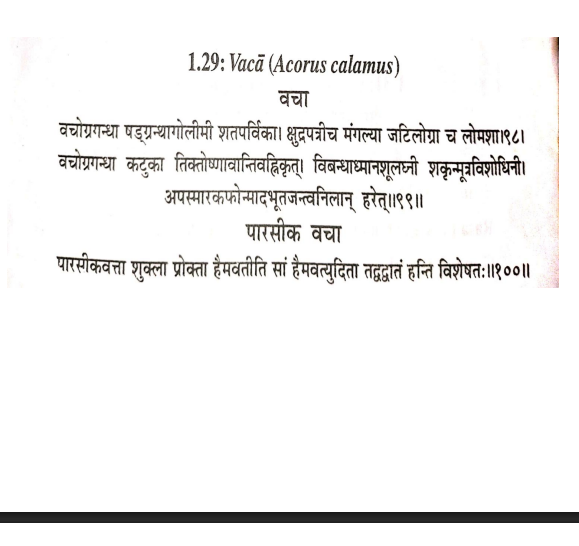 1.29: Vacā (Acorus calamus)
वचा
वचोग्रगन्धा षड्ग्रन्थागोलीमी शतपर्विका। क्षुद्रपत्रीच मंगल्या जटिलोग्रा च लोमशा।९८।
वचोग्रगन्धा कटुका तिक्तोष्णावान्तिवह्निकृत्। विबन्धाध्मानशूलघ्नी शकृन्मूत्रविशोधिनी।
अपस्मारकफोन्मादभूतजन्त्वनिलान् हरेत्॥९९॥
पारसीक वचा
पारसीकवत्ता शुक्ला प्रोक्ता हैमवतीति सां हैमवत्युदिता तद्वद्वातं हन्ति विशेषतः॥१००॥